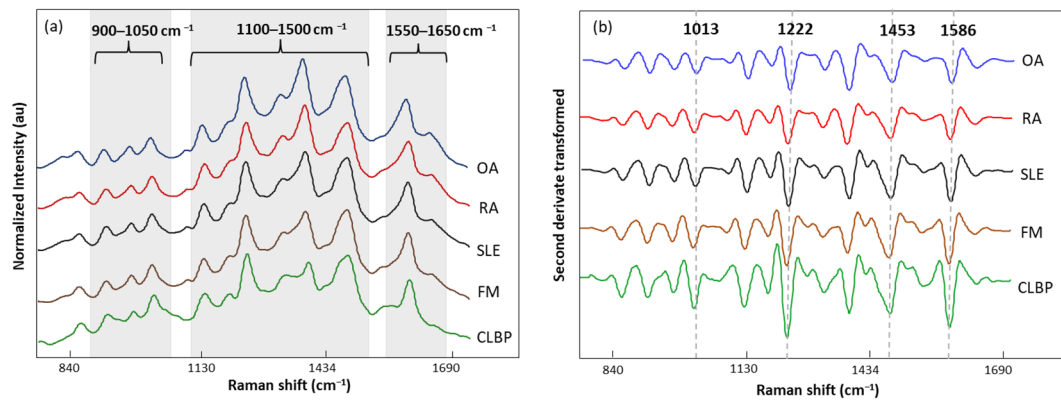 (a)
900–1050 cm⁻¹
1100–1500 cm⁻¹
1550–1650 cm⁻¹
Normalized Intensity (au)
OA
RA
SLE
FM
CLBP
840
1130
1434
1690
Raman shift (cm⁻¹)
(b)
1013
1222
1453
1586
Second derivate transformed
OA
RA
SLE
FM
CLBP
840
1130
1434
1690
Raman shift (cm⁻¹)